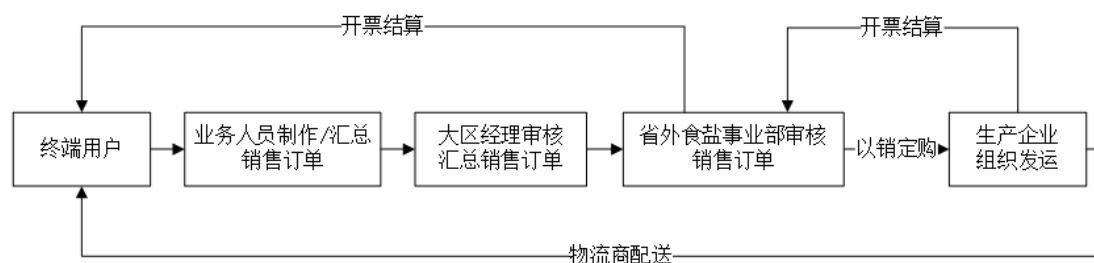 开票结算
开票结算
终端用户
业务人员制作/汇总
销售订单
大区经理审核
汇总销售订单
省外食盐事业部审核
销售订单
以销定购
生产企业
组织发运
物流商配送